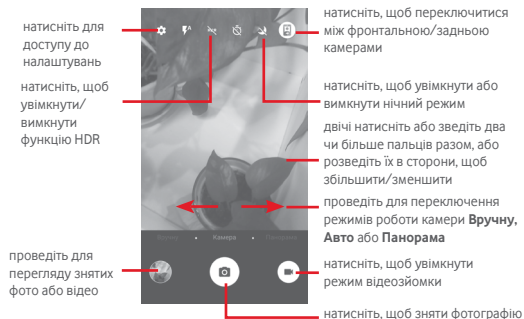 натисніть для
доступу до
налаштувань
натисніть, щоб
увімкнути/
вимкнути
функцію HDR
проведіть для
перегляду знятих
фото або відео
натисніть, щоб переключитися
між фронтальною/задньою
камерами
натисніть, щоб увімкнути або
вимкнути нічний режим
двічі натисніть або зведіть два
чи більше пальців разом, або
розведіть їх в сторони, щоб
збільшити/зменшити
проведіть для переключення
режимів роботи камери Вручну,
Авто або Панорама
натисніть, щоб увімкнути
режим відеозйомки
натисніть, щоб зняти фотографію
Камера